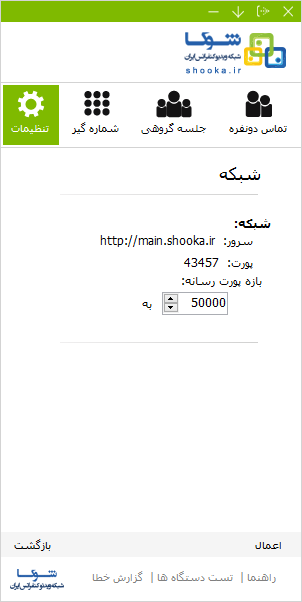 شوکا
شبکه ویدیو کنفرانس ایران
shooka.ir
تماس دونفره جلسه گروهی شماره گیر تنظیمات
شبکه
شبکه:
سرور: http://main.shooka.ir
پورت: 43457
بازه پورت رسانه:
50000 به
اعمال بازگشت
راهنما | تست دستگاه ها | گزارش خطا
شوکا
شبکه ویدیو کنفرانس ایران